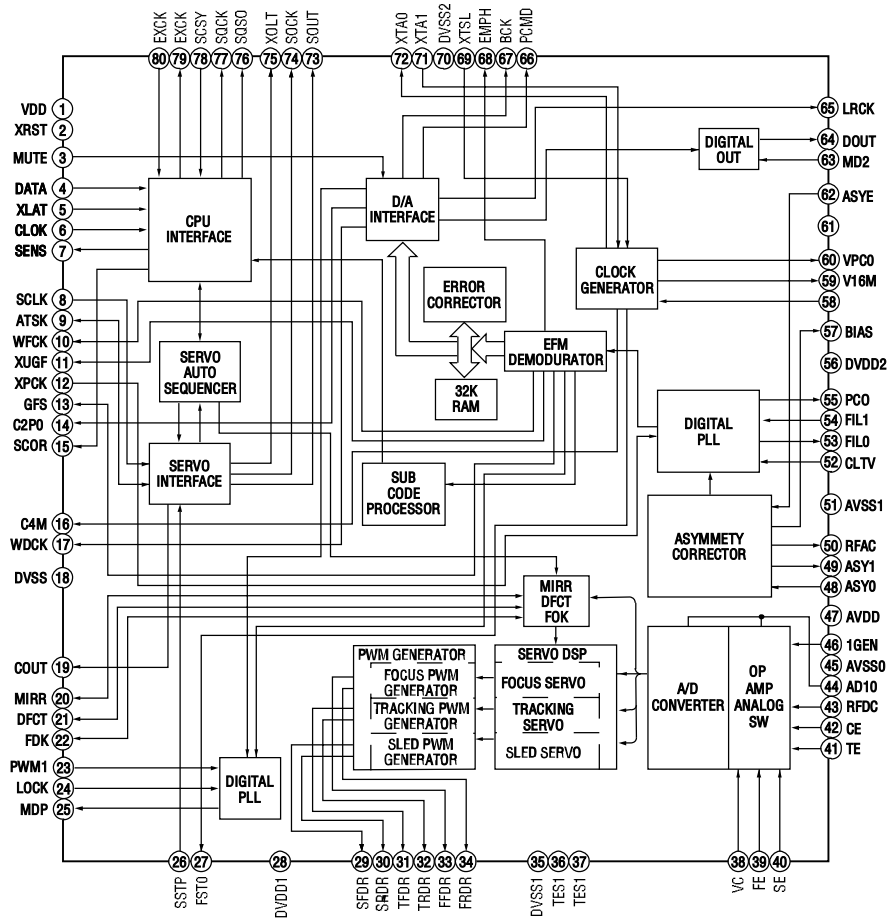 EXCK EXCK SCSY SQCK SQSO XOLT SOCK SOUT XTAO XTA1 DVSS2 XTSL EMPH BCK PCMD
80 79 78 77 76 75 74 73 72 71 70 69 68 67 66
VDD 1
XRST 2
MUTE 3
DATA 4
XLAT 5
CLOK 6
SENS 7
SCLK 8
ATSK 9
WFCK 10
XUGF 11
XPCK 12
GFS 13
C2P0 14
SCOR 15
C4M 16
WDCK 17
DVSS 18
COUT 19
MIRR 20
DFCT 21
FDK 22
PWM1 23
LOCK 24
MDP 25
CPU
INTERFACE
D/A
INTERFACE
DIGITAL
OUT
CLOCK
GENERATOR
ERROR
CORRECTOR
SERVO
AUTO
SEQUENCER
EFM
DEMODURATOR
32K
RAM
SERVO
INTERFACE
SUB
CODE
PROCESSOR
DIGITAL
PLL
ASYMMETY
CORRECTOR
MIRR
DFCT
FOK
PWM GENERATOR
FOCUS PWM
GENERATOR
TRACKING PWM
GENERATOR
SLED PWM
GENERATOR
SERVO DSP
FOCUS SERVO
TRACKING
SERVO
SLED SERVO
A/D
CONVERTER
OP
AMP
ANALOG
SW
DIGITAL
PLL
65 LRCK
64 DOUT
63 MD2
62 ASYE
61
60 VPC0
59 V16M
58
57 BIAS
56 DVDD2
55 PCO
54 FIL1
53 FIL0
52 CLTV
51 AVSS1
50 RFAC
49 ASY1
48 ASY0
47 AVDD
46 1GEN
45 AVSS0
44 AD10
43 RFDC
42 CE
41 TE
26 27 28 29 30 31 32 33 34 35 36 37 38 39 40
SSTP FST0 DVDD1 SFDR SRDR TFDR TRDR FFDR FRDR DVSS1 TES1 TES1 VC FE SE